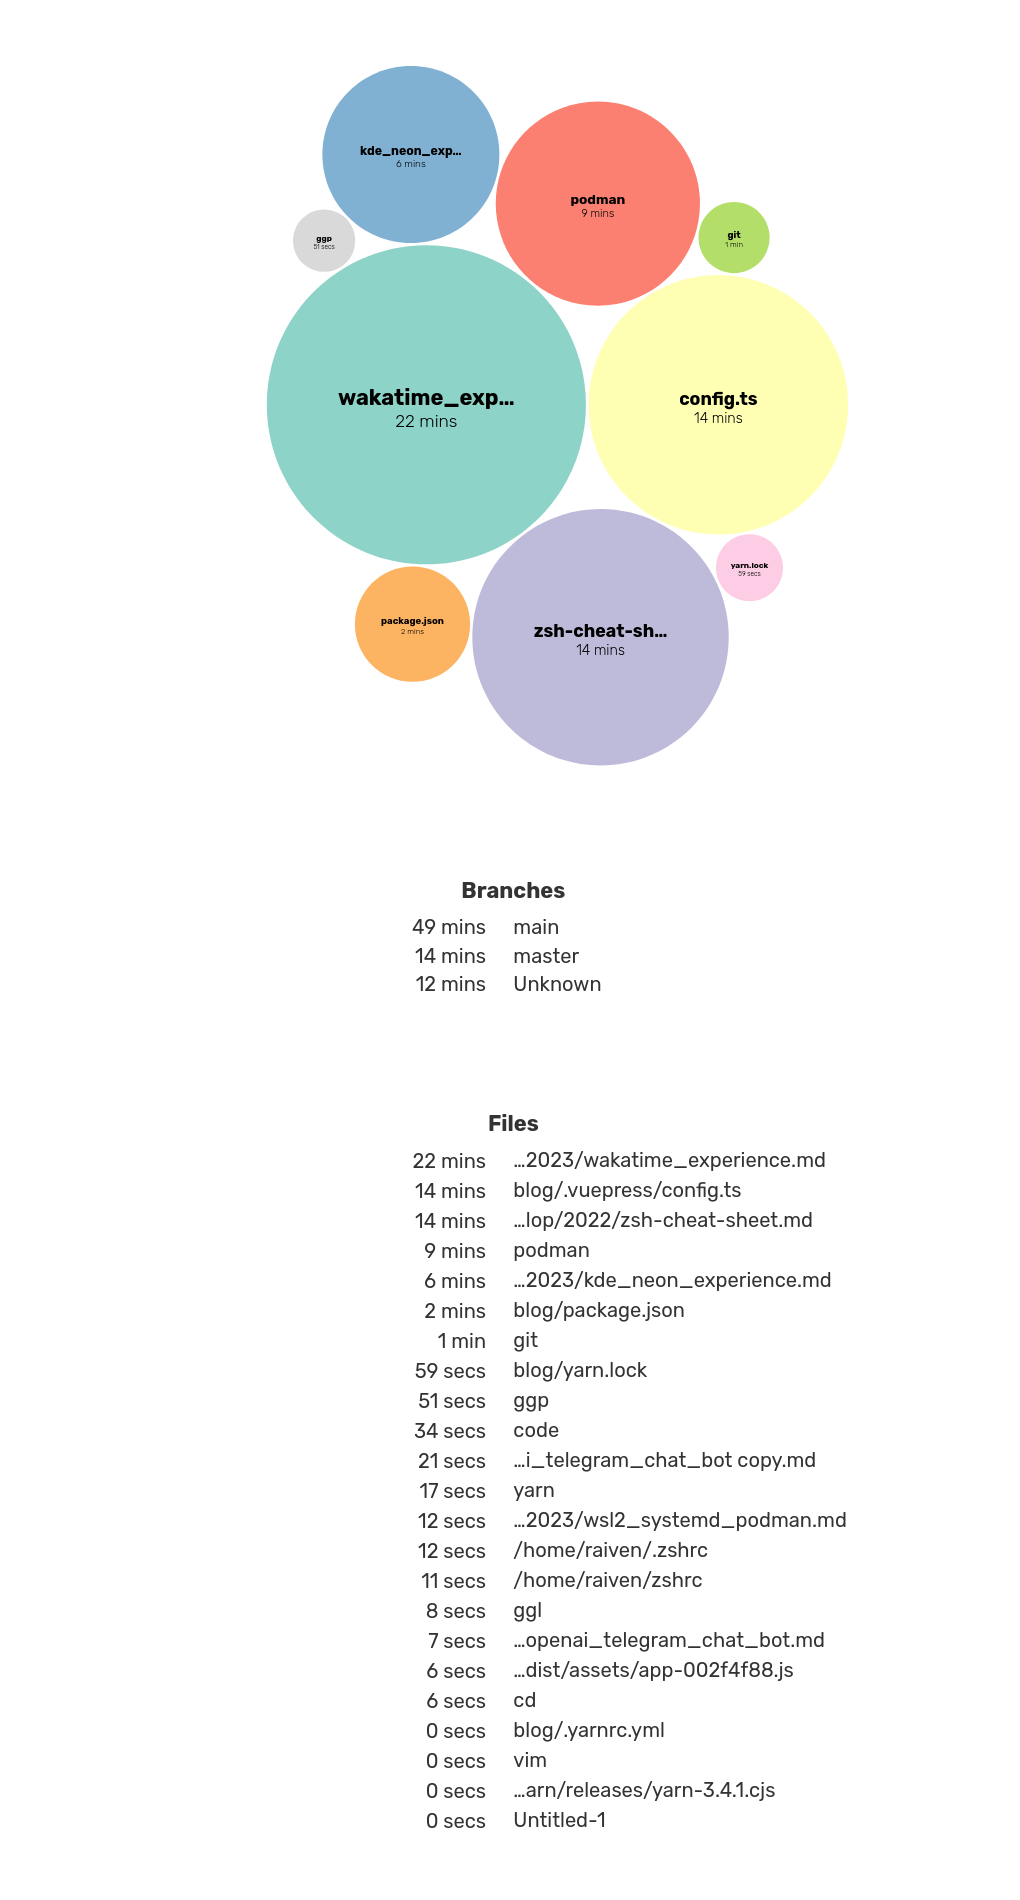 kde_neon_exp...
6 mins
podman
9 mins
ggp
51 secs
git
1 min
wakatime_exp...
22 mins
config.ts
14 mins
yarn.lock
59 secs
package.json
2 mins
zsh-cheat-sh...
14 mins
Branches
49 mins main
14 mins master
12 mins Unknown
Files
22 mins ...2023/wakatime_experience.md
14 mins blog/.vuepress/config.ts
14 mins ...lop/2022/zsh-cheat-sheet.md
9 mins podman
6 mins ...2023/kde_neon_experience.md
2 mins blog/package.json
1 min git
59 secs blog/yarn.lock
51 secs ggp
34 secs code
21 secs ...i_telegram_chat_bot copy.md
17 secs yarn
12 secs ...2023/wsl2_systemd_podman.md
12 secs /home/raiven/.zshrc
11 secs /home/raiven/zshrc
8 secs ggl
7 secs ...openai_telegram_chat_bot.md
6 secs ...dist/assets/app-002f4f88.js
6 secs cd
0 secs blog/.yarnrc.yml
0 secs vim
0 secs ...arn/releases/yarn-3.4.1.cjs
0 secs Untitled-1